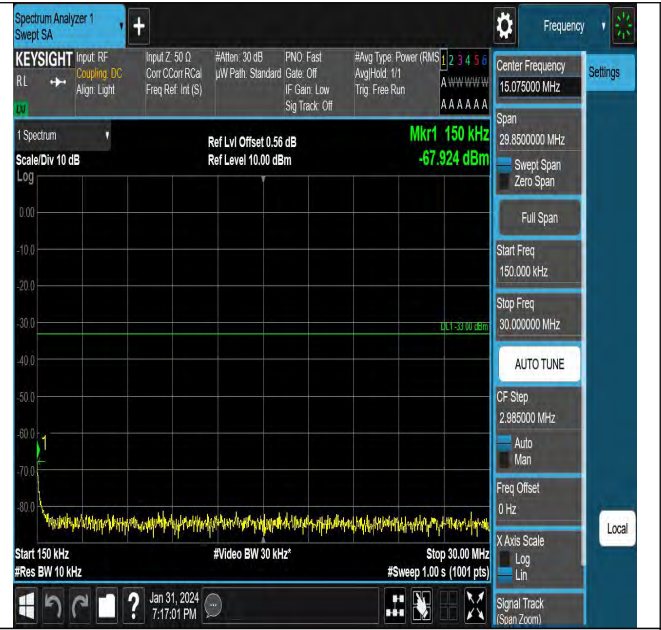 Spectrum Analyzer 1
Swept SA
+
Frequency
KEYSIGHT
RL
Input: RF
Coupling: DC
Align: Light
Input Z: 50 Ω
Corr CCorr RCal
Freq Ref: Int (S)
#Atten: 30 dB
µW Path: Standard
PNO: Fast
Gate: Off
IF Gain: Low
Sig Track: Off
#Avg Type: Power (RMS
Avg|Hold: 1/1
Trig: Free Run
1 2 3 4 5 6
A W W W W W
A A A A A A
1 Spectrum
Scale/Div 10 dB
Log
Ref Lvl Offset 0.56 dB
Ref Level 10.00 dBm
Mkr1 150 kHz
-67.924 dBm
0.00
-10.0
-20.0
-30.0
DL1 -33.00 dBm
-40.0
-50.0
-60.0
1
-70.0
-80.0
Start 150 kHz
#Res BW 10 kHz
#Video BW 30 kHz*
Stop 30.00 MHz
#Sweep 1.00 s (1001 pts)
?
Jan 31, 2024
7:17:01 PM
Settings
Center Frequency
15.075000 MHz
Span
29.8500000 MHz
Swept Span
Zero Span
Full Span
Start Freq
150.000 kHz
Stop Freq
30.000000 MHz
AUTO TUNE
CF Step
2.985000 MHz
Auto
Man
Freq Offset
0 Hz
X Axis Scale
Log
Lin
Signal Track
(Span Zoom)
Local